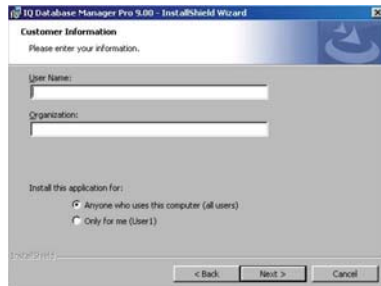 IQ Database Manager Pro 9.00 - InstallShield Wizard
Customer Information
Please enter your information.
User Name:
Organization:
Install this application for:
Anyone who uses this computer (all users)
Only for me (User1)
InstallShield
< Back
Next >
Cancel